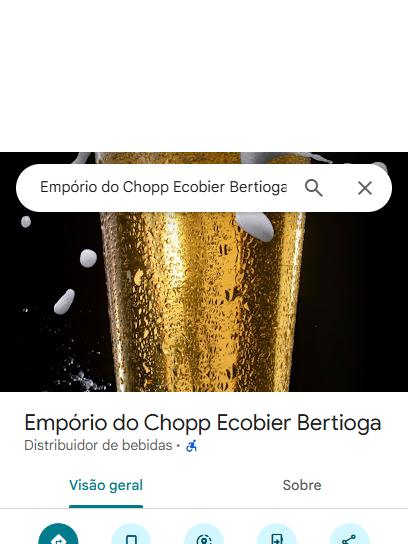 Empório do Chopp Ecobier Bertioga
Empório do Chopp Ecobier Bertioga
Distribuidor de bebidas ·
Visão geral
Sobre